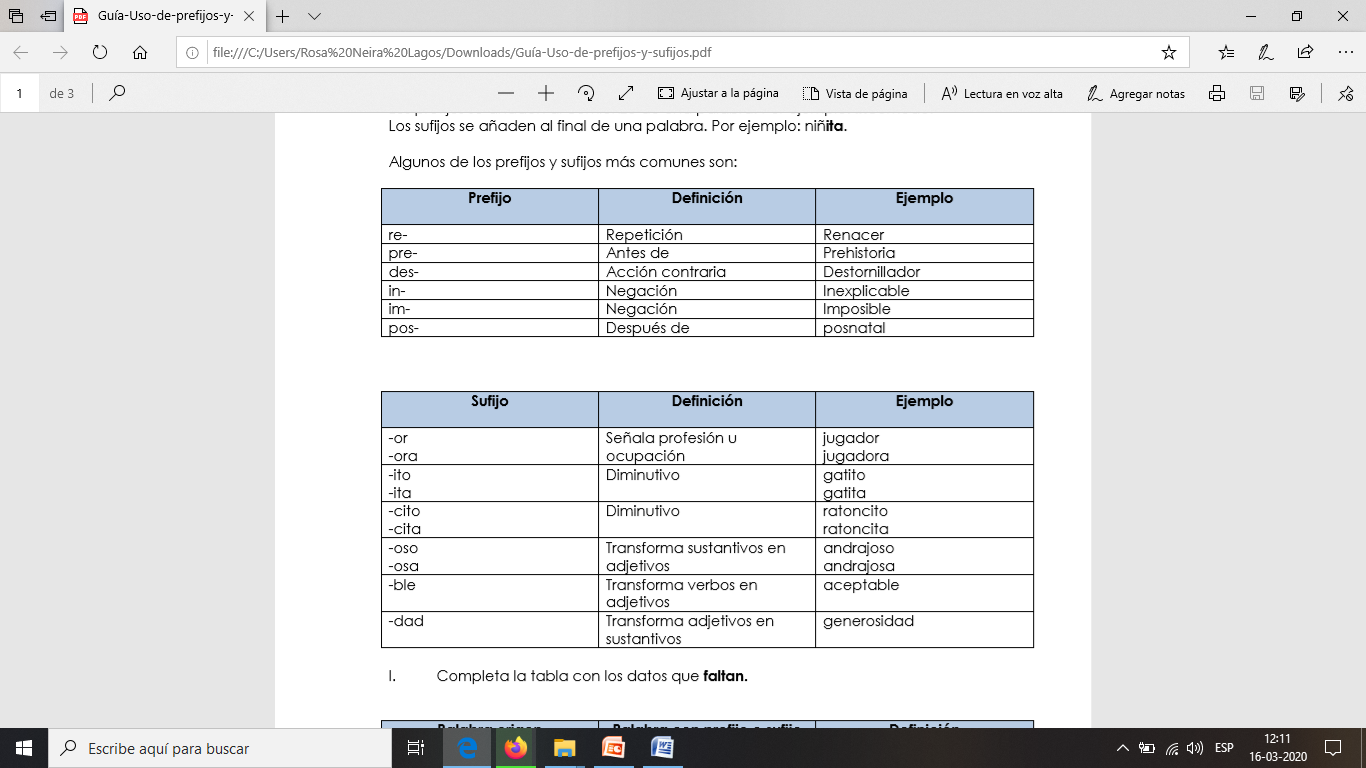 Guía-Uso-de-prefijos-y-
file:///C:/Users/Rosa%20Neira%20Lagos/Downloads/Guía-Uso-de-prefijos-y-sufijos.pdf
1 de 3 Ajustar a la página Vista de página Lectura en voz alta Agregar notas
Los sufijos se añaden al final de una palabra. Por ejemplo: niñita.
Algunos de los prefijos y sufijos más comunes son:
Prefijo Definición Ejemplo
re- Repetición Renacer
pre- Antes de Prehistoria
des- Acción contraria Destornillador
in- Negación Inexplicable
im- Negación Imposible
pos- Después de posnatal
Sufijo Definición Ejemplo
-or Señala profesión u jugador
-ora ocupación jugadora
-ito Diminutivo gatito
-ita gatita
-cito Diminutivo ratoncito
-cita ratoncita
-oso Transforma sustantivos en andrajoso
-osa adjetivos andrajosa
-ble Transforma verbos en aceptable
adjetivos
-dad Transforma adjetivos en generosidad
sustantivos
I. Completa la tabla con los datos que faltan.
Palabra origen Palabra con prefijo o sufijo Definición
Escribe aquí para buscar
ESP
12:11
16-03-2020